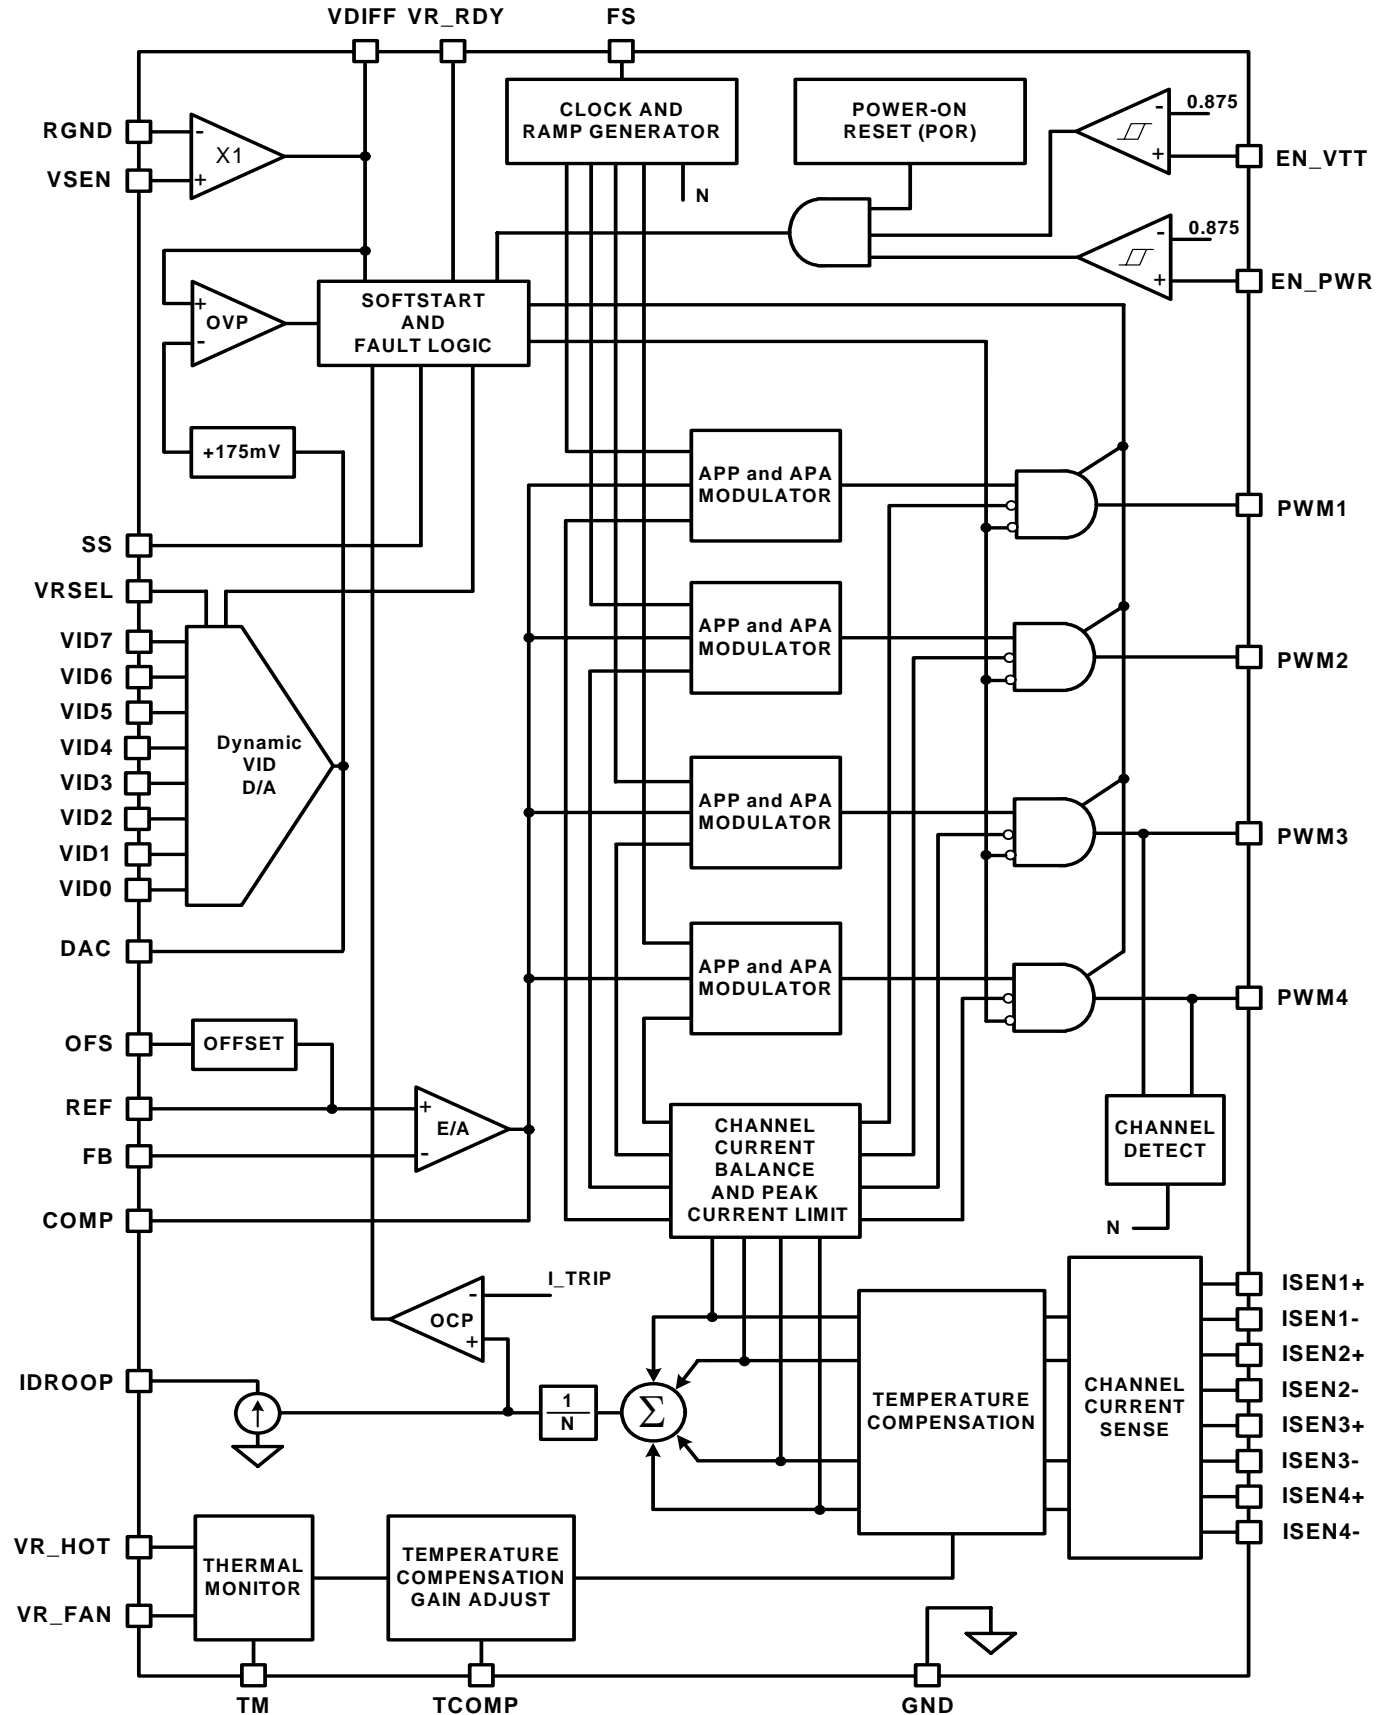 VDIFF VR_RDY FS
RGND
VSEN
-
X1
+
CLOCK AND
RAMP GENERATOR
N
POWER-ON
RESET (POR)
-
0.875
+
EN_VTT
-
0.875
+
EN_PWR
+
OVP
-
SOFTSTART
AND
FAULT LOGIC
+175mV
SS
VRSEL
VID7
VID6
VID5
VID4
VID3
VID2
VID1
VID0
Dynamic
VID
D/A
DAC
APP and APA
MODULATOR
APP and APA
MODULATOR
APP and APA
MODULATOR
APP and APA
MODULATOR
PWM1
PWM2
PWM3
PWM4
OFS
OFFSET
REF
FB
+
E/A
-
COMP
CHANNEL
CURRENT
BALANCE
AND PEAK
CURRENT LIMIT
CHANNEL
DETECT
N
I_TRIP
-
OCP
+
IDROOP
1
N
Σ
TEMPERATURE
COMPENSATION
CHANNEL
CURRENT
SENSE
ISEN1+
ISEN1-
ISEN2+
ISEN2-
ISEN3+
ISEN3-
ISEN4+
ISEN4-
VR_HOT
VR_FAN
THERMAL
MONITOR
TEMPERATURE
COMPENSATION
GAIN ADJUST
TM
TCOMP
GND